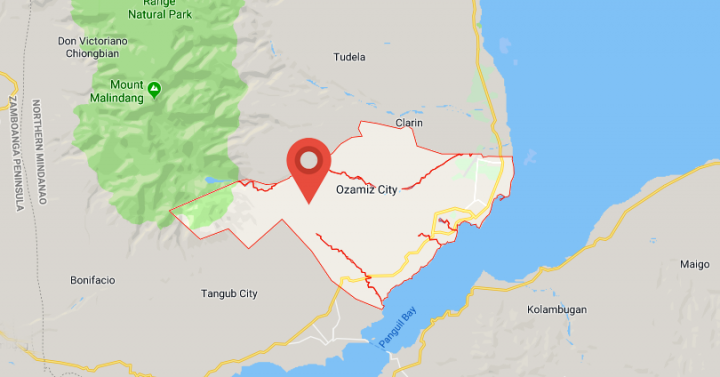 Range
Natural Park
Don Victoriano
Chiongbian
Tudela
Mount
Malindang
Clarin
ZAMBOANGA PENINSULA
NORTHERN MINDANAO
Ozamiz City
Bonifacio
Tangub City
Maigo
Kolambugan
Panguil Bay